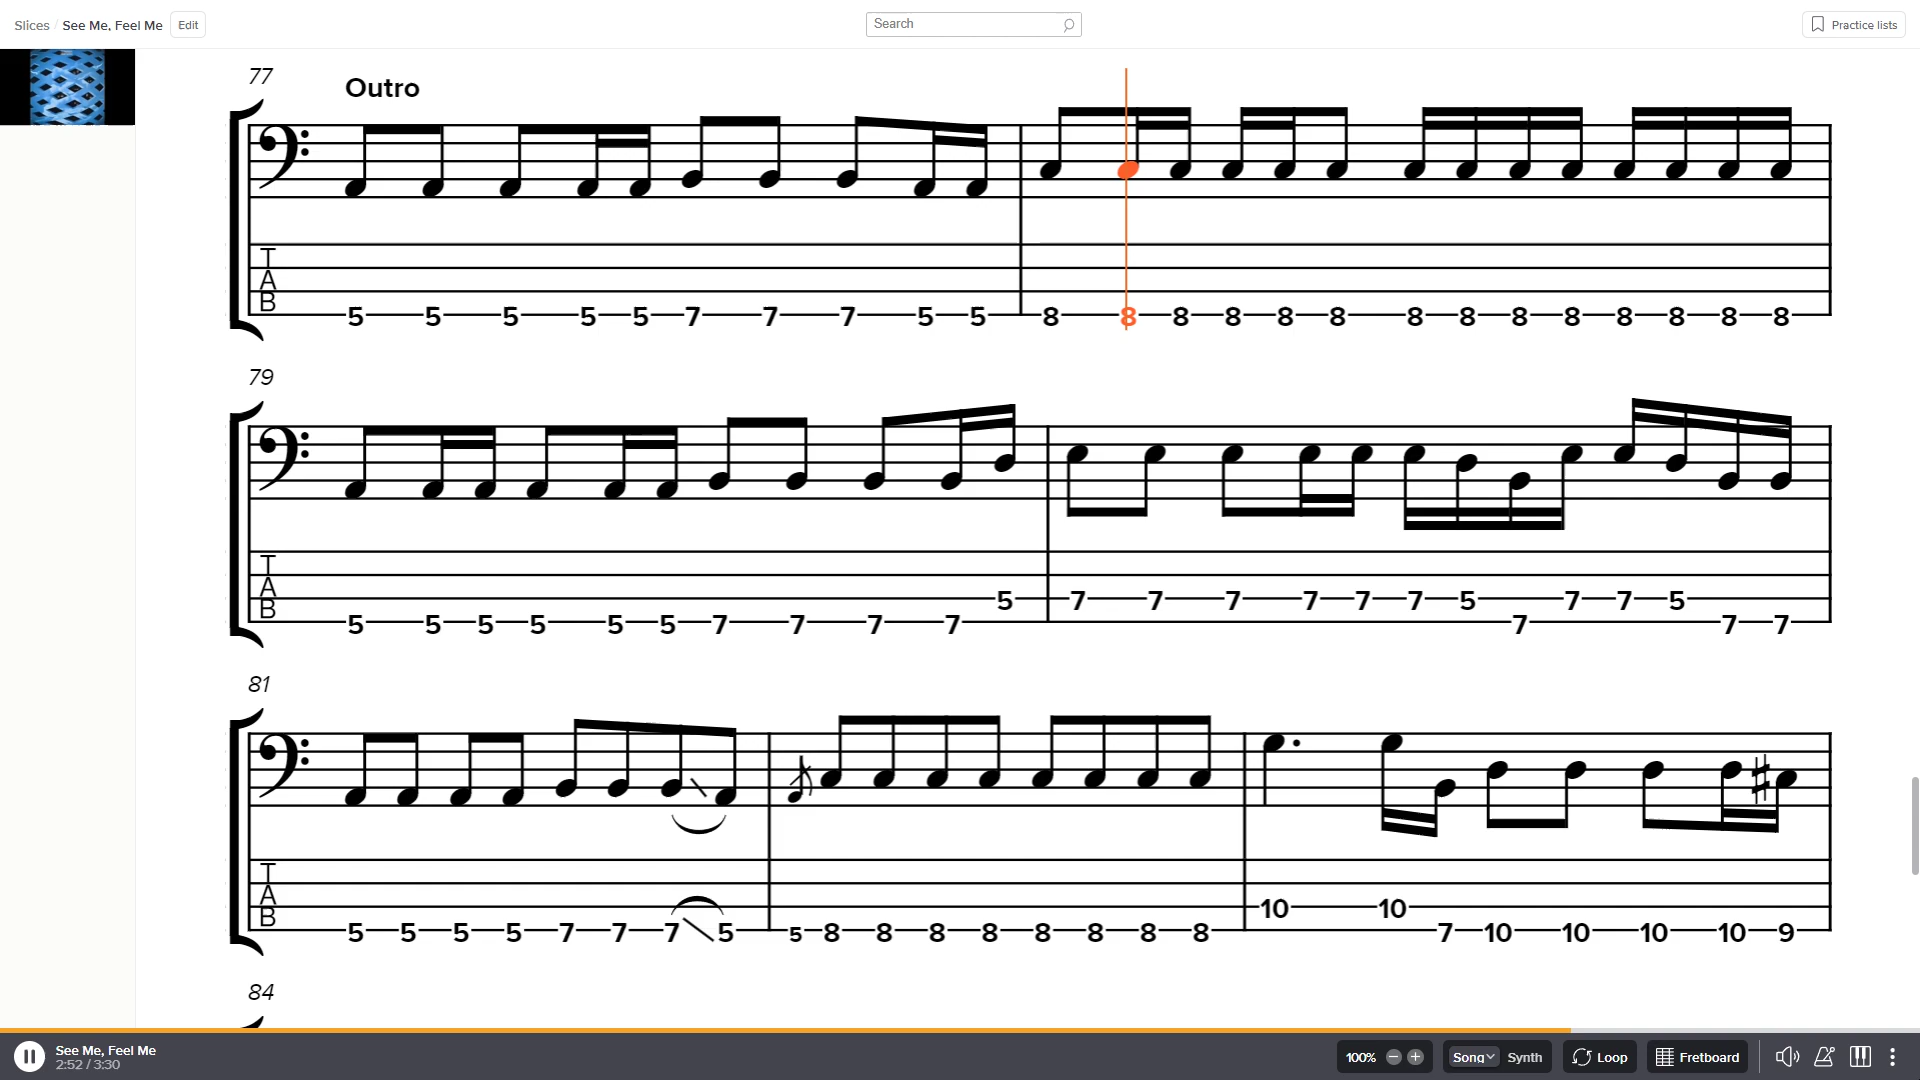 Slices / See Me, Feel Me Edit Search Practice lists
77
Outro
T
A
B
5 5 5 5 5 7 7 7 5 5 8 8 8 8 8 8 8 8 8 8 8 8 8 8
79
T
A
B
5 7 7 7 7 7 7 5 7 7 5
5 5 5 5 5 5 7 7 7 7 7 7 7
81
T
A
B
10 10
5 5 5 5 7 7 7 5 5 8 8 8 8 8 8 8 8 7 10 10 10 10 9
84
See Me, Feel Me
2:52 / 3:30
100% Song Synth Loop Fretboard